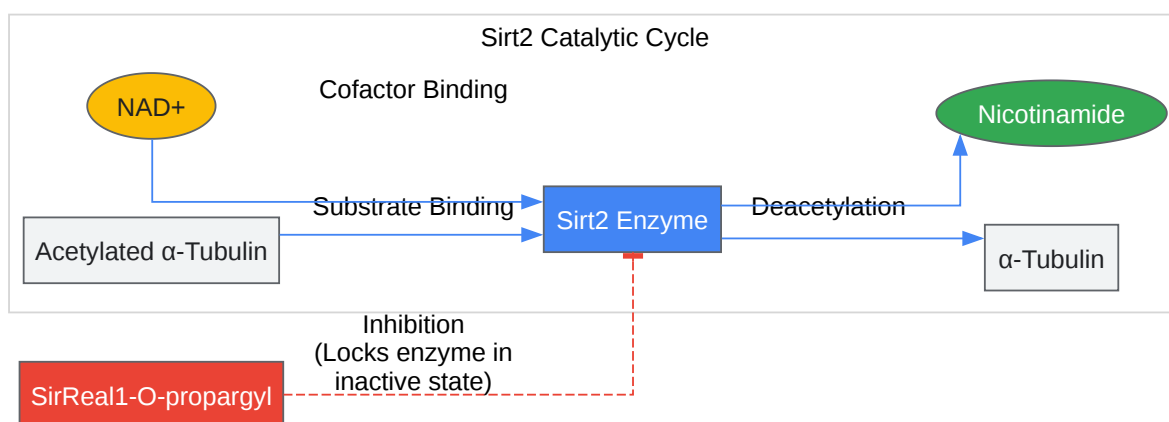 Sirt2 Catalytic Cycle
Cofactor Binding
NAD+
Nicotinamide
Substrate Binding
Sirt2 Enzyme
Deacetylation
Acetylated α-Tubulin
α-Tubulin
Inhibition
(Locks enzyme in
inactive state)
SirReal1-O-propargyl